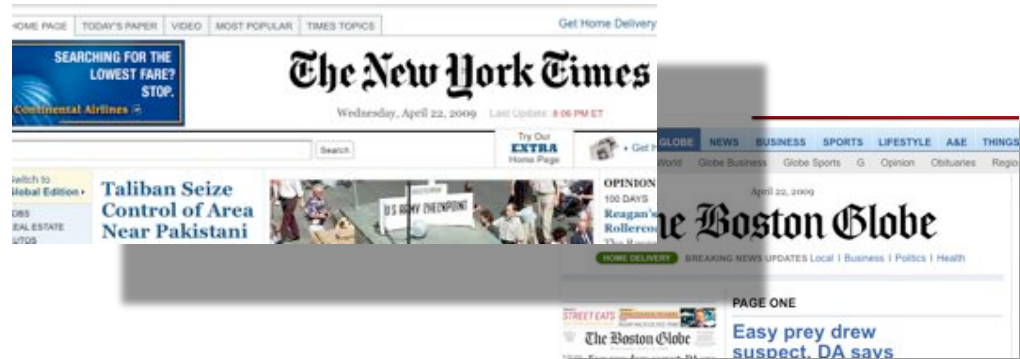 HOME PAGE TODAY'S PAPER VIDEO MOST POPULAR TIMES TOPICS
Get Home Delivery
SEARCHING FOR THE
LOWEST FARE?
STOP.
Continental Airlines
The New York Times
Wednesday, April 22, 2009 Last Update: 8:06 PM ET
Search
Try Our
EXTRA
Home Page
Get H
Switch to
Global Edition
JOBS
REAL ESTATE
AUTOS
Taliban Seize
Control of Area
Near Pakistani
U.S. ARMY CHECKPOINT
OPINION
100 DAYS
Reagan's
Rollercoa
GLOBE NEWS BUSINESS SPORTS LIFESTYLE A&E THINGS
World Globe Business Globe Sports G Opinion Obituaries Regio
April 22, 2009
he Boston Globe
HOME DELIVERY BREAKING NEWS UPDATES Local | Business | Politics | Health
STREET EATS
The Boston Globe
PAGE ONE
Easy prey drew
suspect, DA says